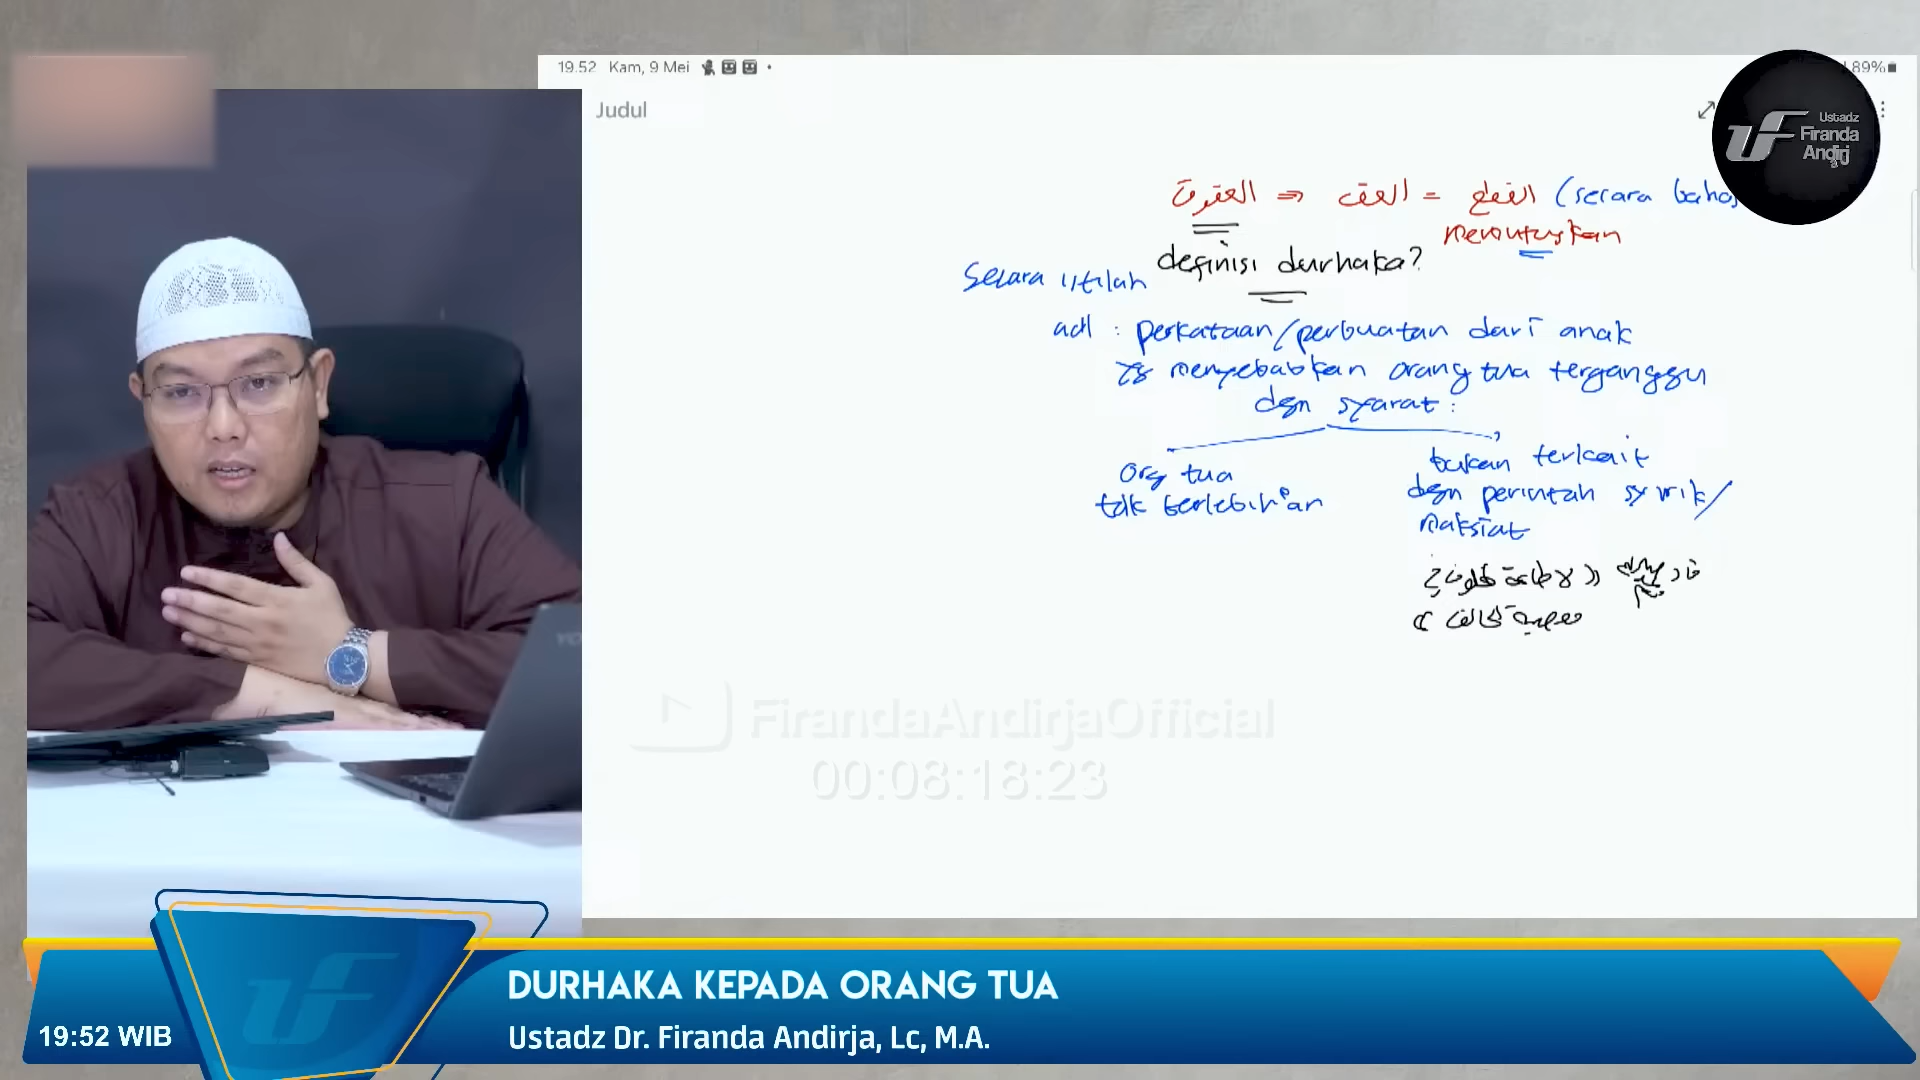 19.52 Kam, 9 Mei
89%
Judul
Ustadz
Firanda
Andirja
العقوق => العق = القطع (secara bahas
memutuskan
definisi durhaka?
Secara istilah
adl : perkataan/perbuatan dari anak
yg menyebabkan orang tua terganggu
dgn syarat :
Org tua
tdk berlebihan
bukan terkait
dgn perintah syirik/
maksiat
لا طاعة لمخلوق في
معصية الخالق
FirandaAndirjaOfficial
00:08:18:23
DURHAKA KEPADA ORANG TUA
19:52 WIB
Ustadz Dr. Firanda Andirja, Lc, M.A.